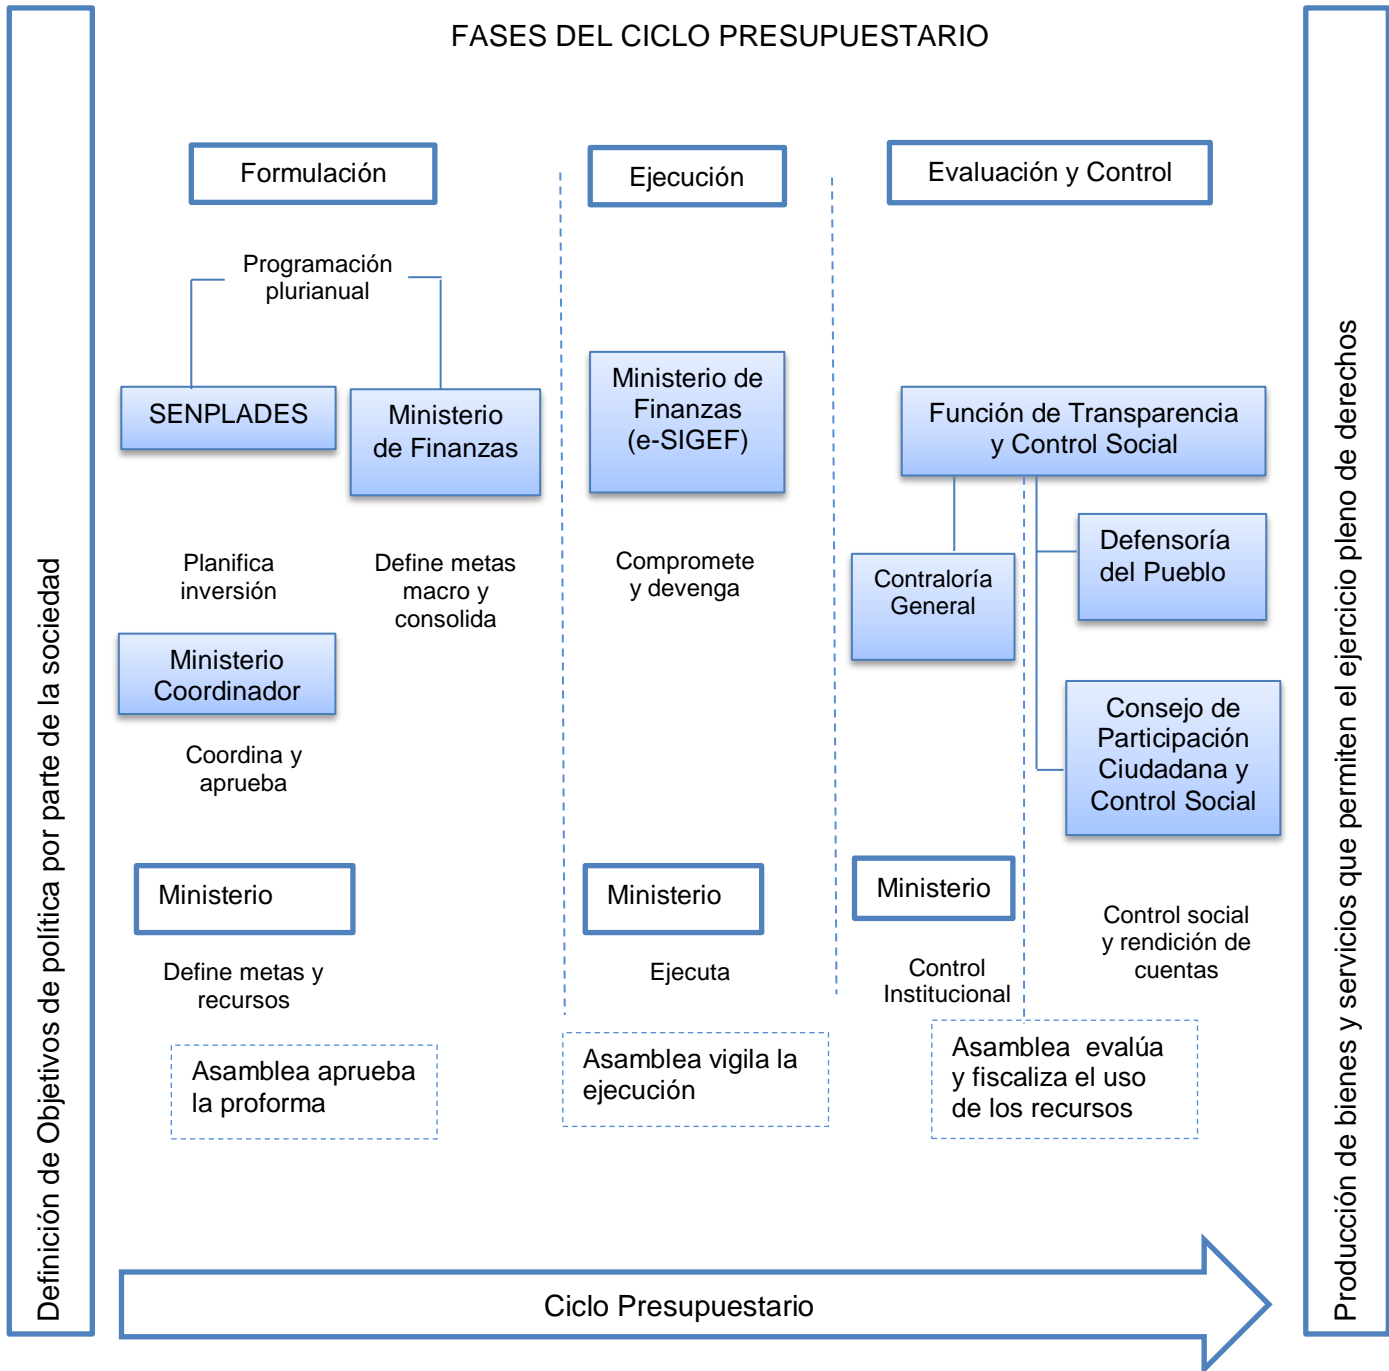 FASES DEL CICLO PRESUPUESTARIO
Definición de Objetivos de política por parte de la sociedad
Formulación
Programación
plurianual
SENPLADES
Ministerio
de Finanzas
Planifica
inversión
Define metas
macro y
consolida
Ministerio
Coordinador
Coordina y
aprueba
Ministerio
Define metas y
recursos
Asamblea aprueba
la proforma
Ejecución
Ministerio de
Finanzas
(e-SIGEF)
Compromete
y devenga
Ministerio
Ejecuta
Asamblea vigila la
ejecución
Evaluación y Control
Función de Transparencia
y Control Social
Contraloría
General
Defensoría
del Pueblo
Consejo de
Participación
Ciudadana y
Control Social
Ministerio
Control
Institucional
Control social
y rendición de
cuentas
Asamblea evalúa
y fiscaliza el uso
de los recursos
Producción de bienes y servicios que permiten el ejercicio pleno de derechos
Ciclo Presupuestario